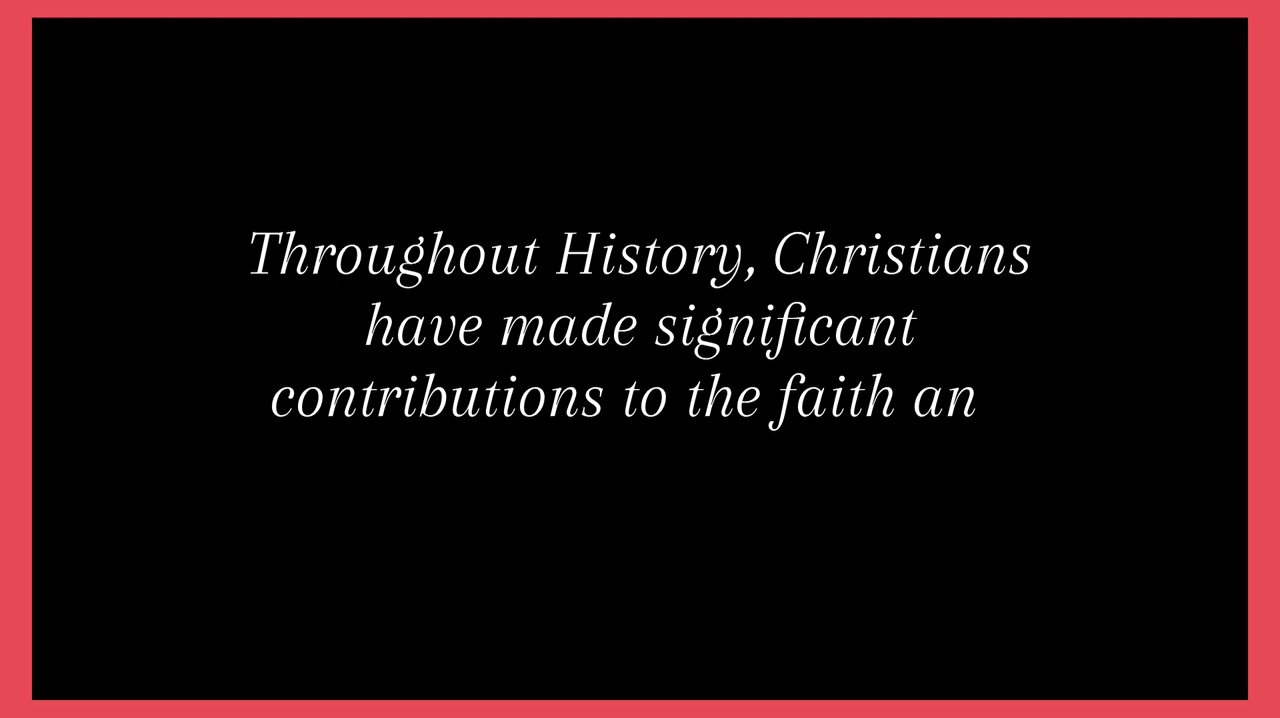 Throughout History, Christians
have made significant
contributions to the faith an